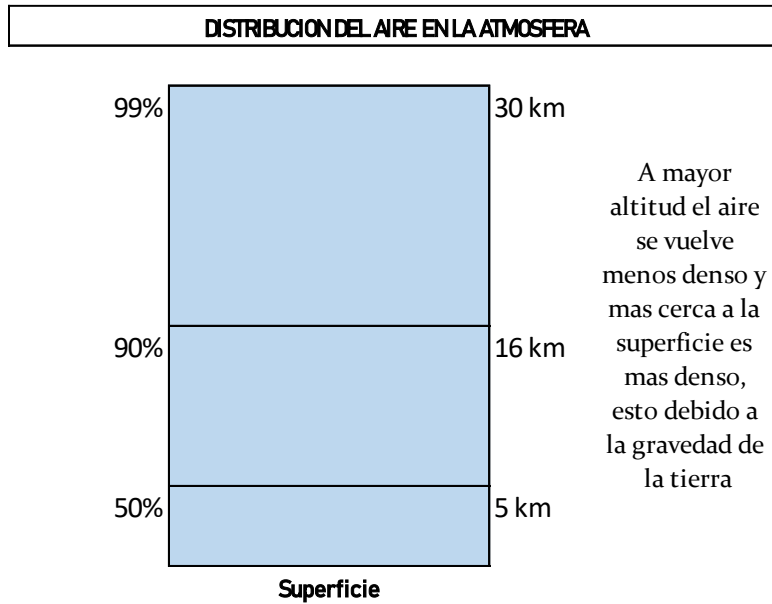 DISTRIBUCION DEL AIRE EN LA ATMOSFERA
99%
30 km
A mayor
altitud el aire
se vuelve
menos denso y
mas cerca a la
superficie es
mas denso,
esto debido a
la gravedad de
la tierra
90%
16 km
50%
5 km
Superficie